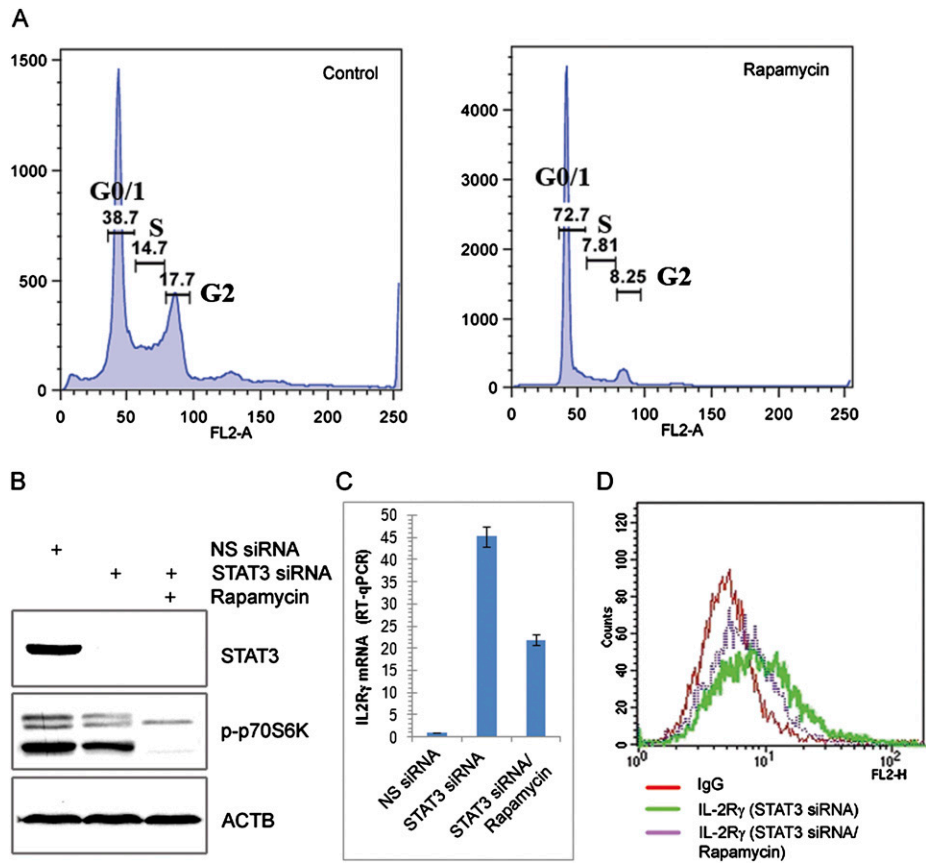 A
Control
1500
1000
500
0
G0/1
38.7
S
14.7
17.7
G2
0 50 100 150 200 250
FL2-A
Rapamycin
4000
3000
2000
1000
0
G0/1
72.7
S
7.81
8.25
G2
0 50 100 150 200 250
FL2-A
B
+ NS siRNA
+ + STAT3 siRNA
+ Rapamycin
STAT3
p-p70S6K
ACTB
C
IL2Rγ mRNA (RT-qPCR)
50
45
40
35
30
25
20
15
10
5
0
NS siRNA
STAT3 siRNA
STAT3 siRNA/
Rapamycin
D
Counts
120
100
80
60
40
20
0
10⁰ 10¹ 10²
FL2-H
IgG
IL-2Rγ (STAT3 siRNA)
IL-2Rγ (STAT3 siRNA/
Rapamycin)